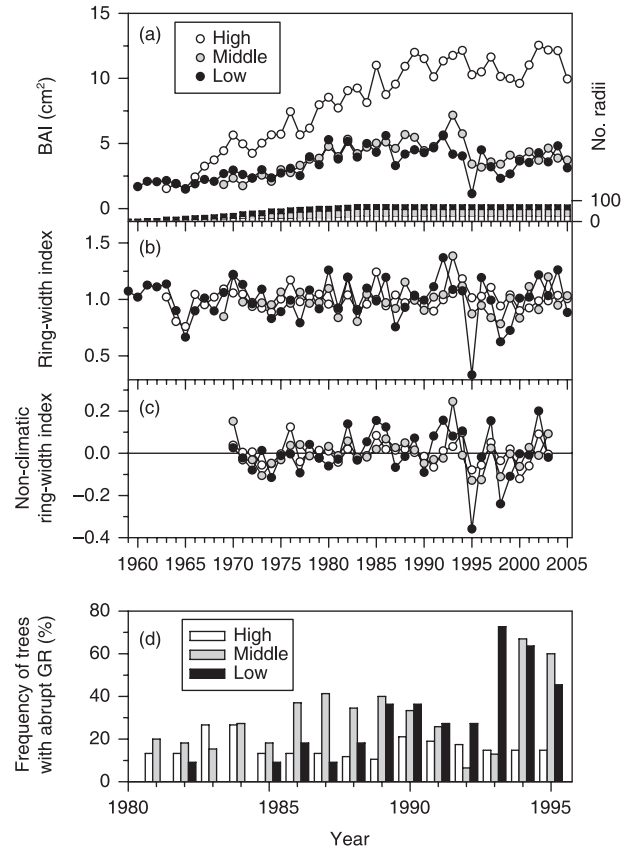 15
(a)
High
Middle
Low
10
5
0
BAI (cm²)
No. radii
100
0
(b)
1.5
1.0
0.5
Ring-width index
(c)
0.2
0.0
−0.2
−0.4
Non-climatic
ring-width index
1960 1965 1970 1975 1980 1985 1990 1995 2000 2005
80
(d)
High
Middle
Low
60
40
20
0
Frequency of trees
with abrupt GR (%)
1980 1985 1990 1995
Year